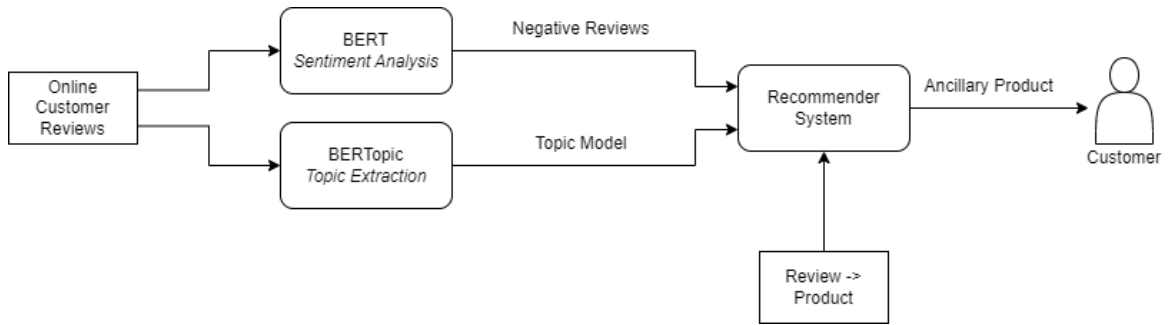 Online
Customer
Reviews
BERT
Sentiment Analysis
BERTopic
Topic Extraction
Negative Reviews
Topic Model
Recommender
System
Review ->
Product
Ancillary Product
Customer